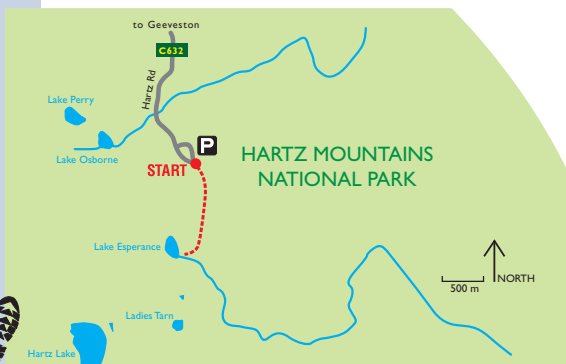 to Geeveston
C632
Hartz Rd
Lake Perry
P
Lake Osborne
START
HARTZ MOUNTAINS
NATIONAL PARK
Lake Esperance
NORTH
500 m
Ladies Tarn
Hartz Lake